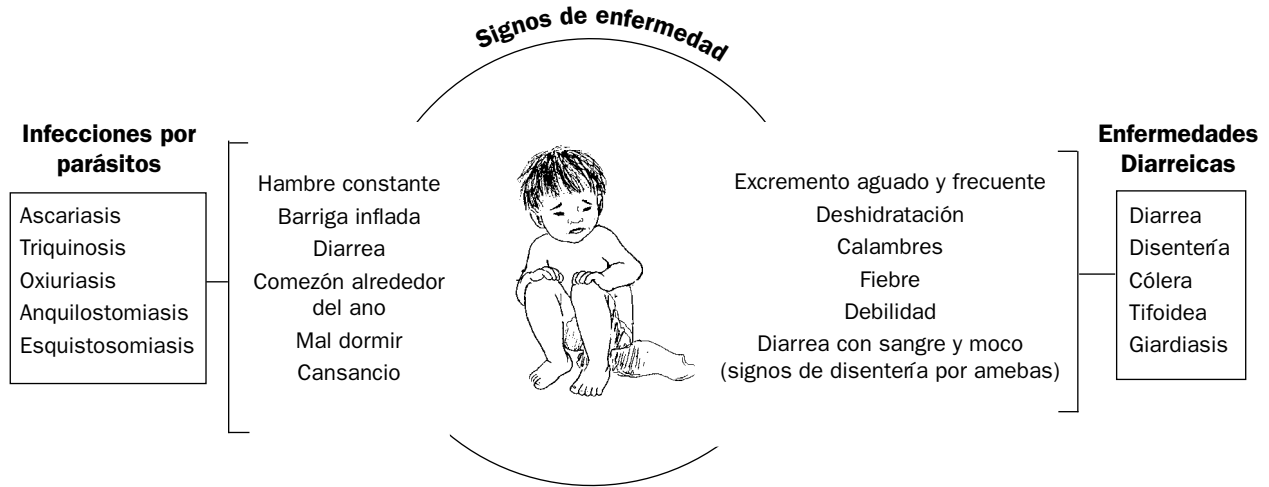 Signos de enfermedad
Infecciones por
parásitos
Ascariasis
Triquinosis
Oxiuriasis
Anquilostomiasis
Esquistosomiasis
Hambre constante
Barriga inflada
Diarrea
Comezón alrededor
del ano
Mal dormir
Cansancio
Excremento aguado y frecuente
Deshidratación
Calambres
Fiebre
Debilidad
Diarrea con sangre y moco
(signos de disentería por amebas)
Enfermedades
Diarreicas
Diarrea
Disentería
Cólera
Tifoidea
Giardiasis